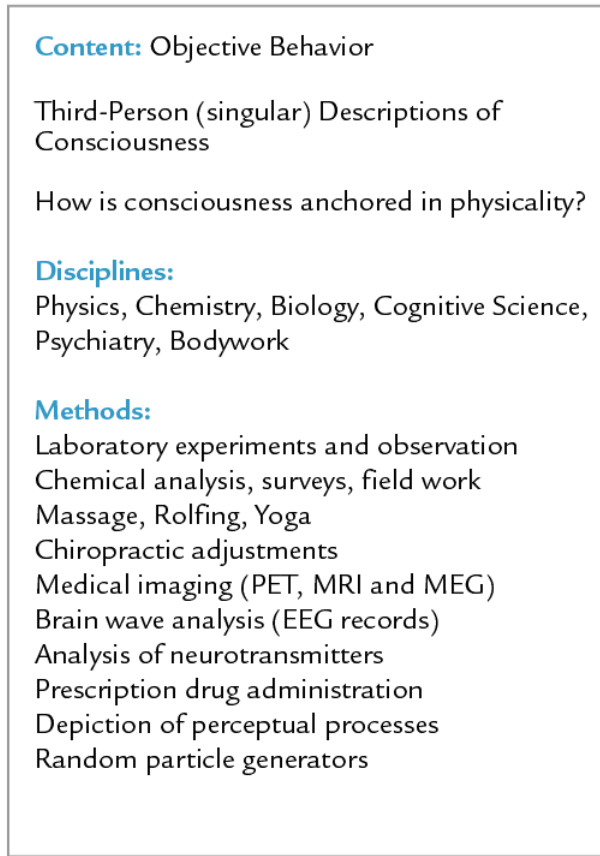 Content: Objective Behavior
Third-Person (singular) Descriptions of
Consciousness
How is consciousness anchored in physicality?
Disciplines:
Physics, Chemistry, Biology, Cognitive Science,
Psychiatry, Bodywork
Methods:
Laboratory experiments and observation
Chemical analysis, surveys, field work
Massage, Rolfing, Yoga
Chiropractic adjustments
Medical imaging (PET, MRI and MEG)
Brain wave analysis (EEG records)
Analysis of neurotransmitters
Prescription drug administration
Depiction of perceptual processes
Random particle generators